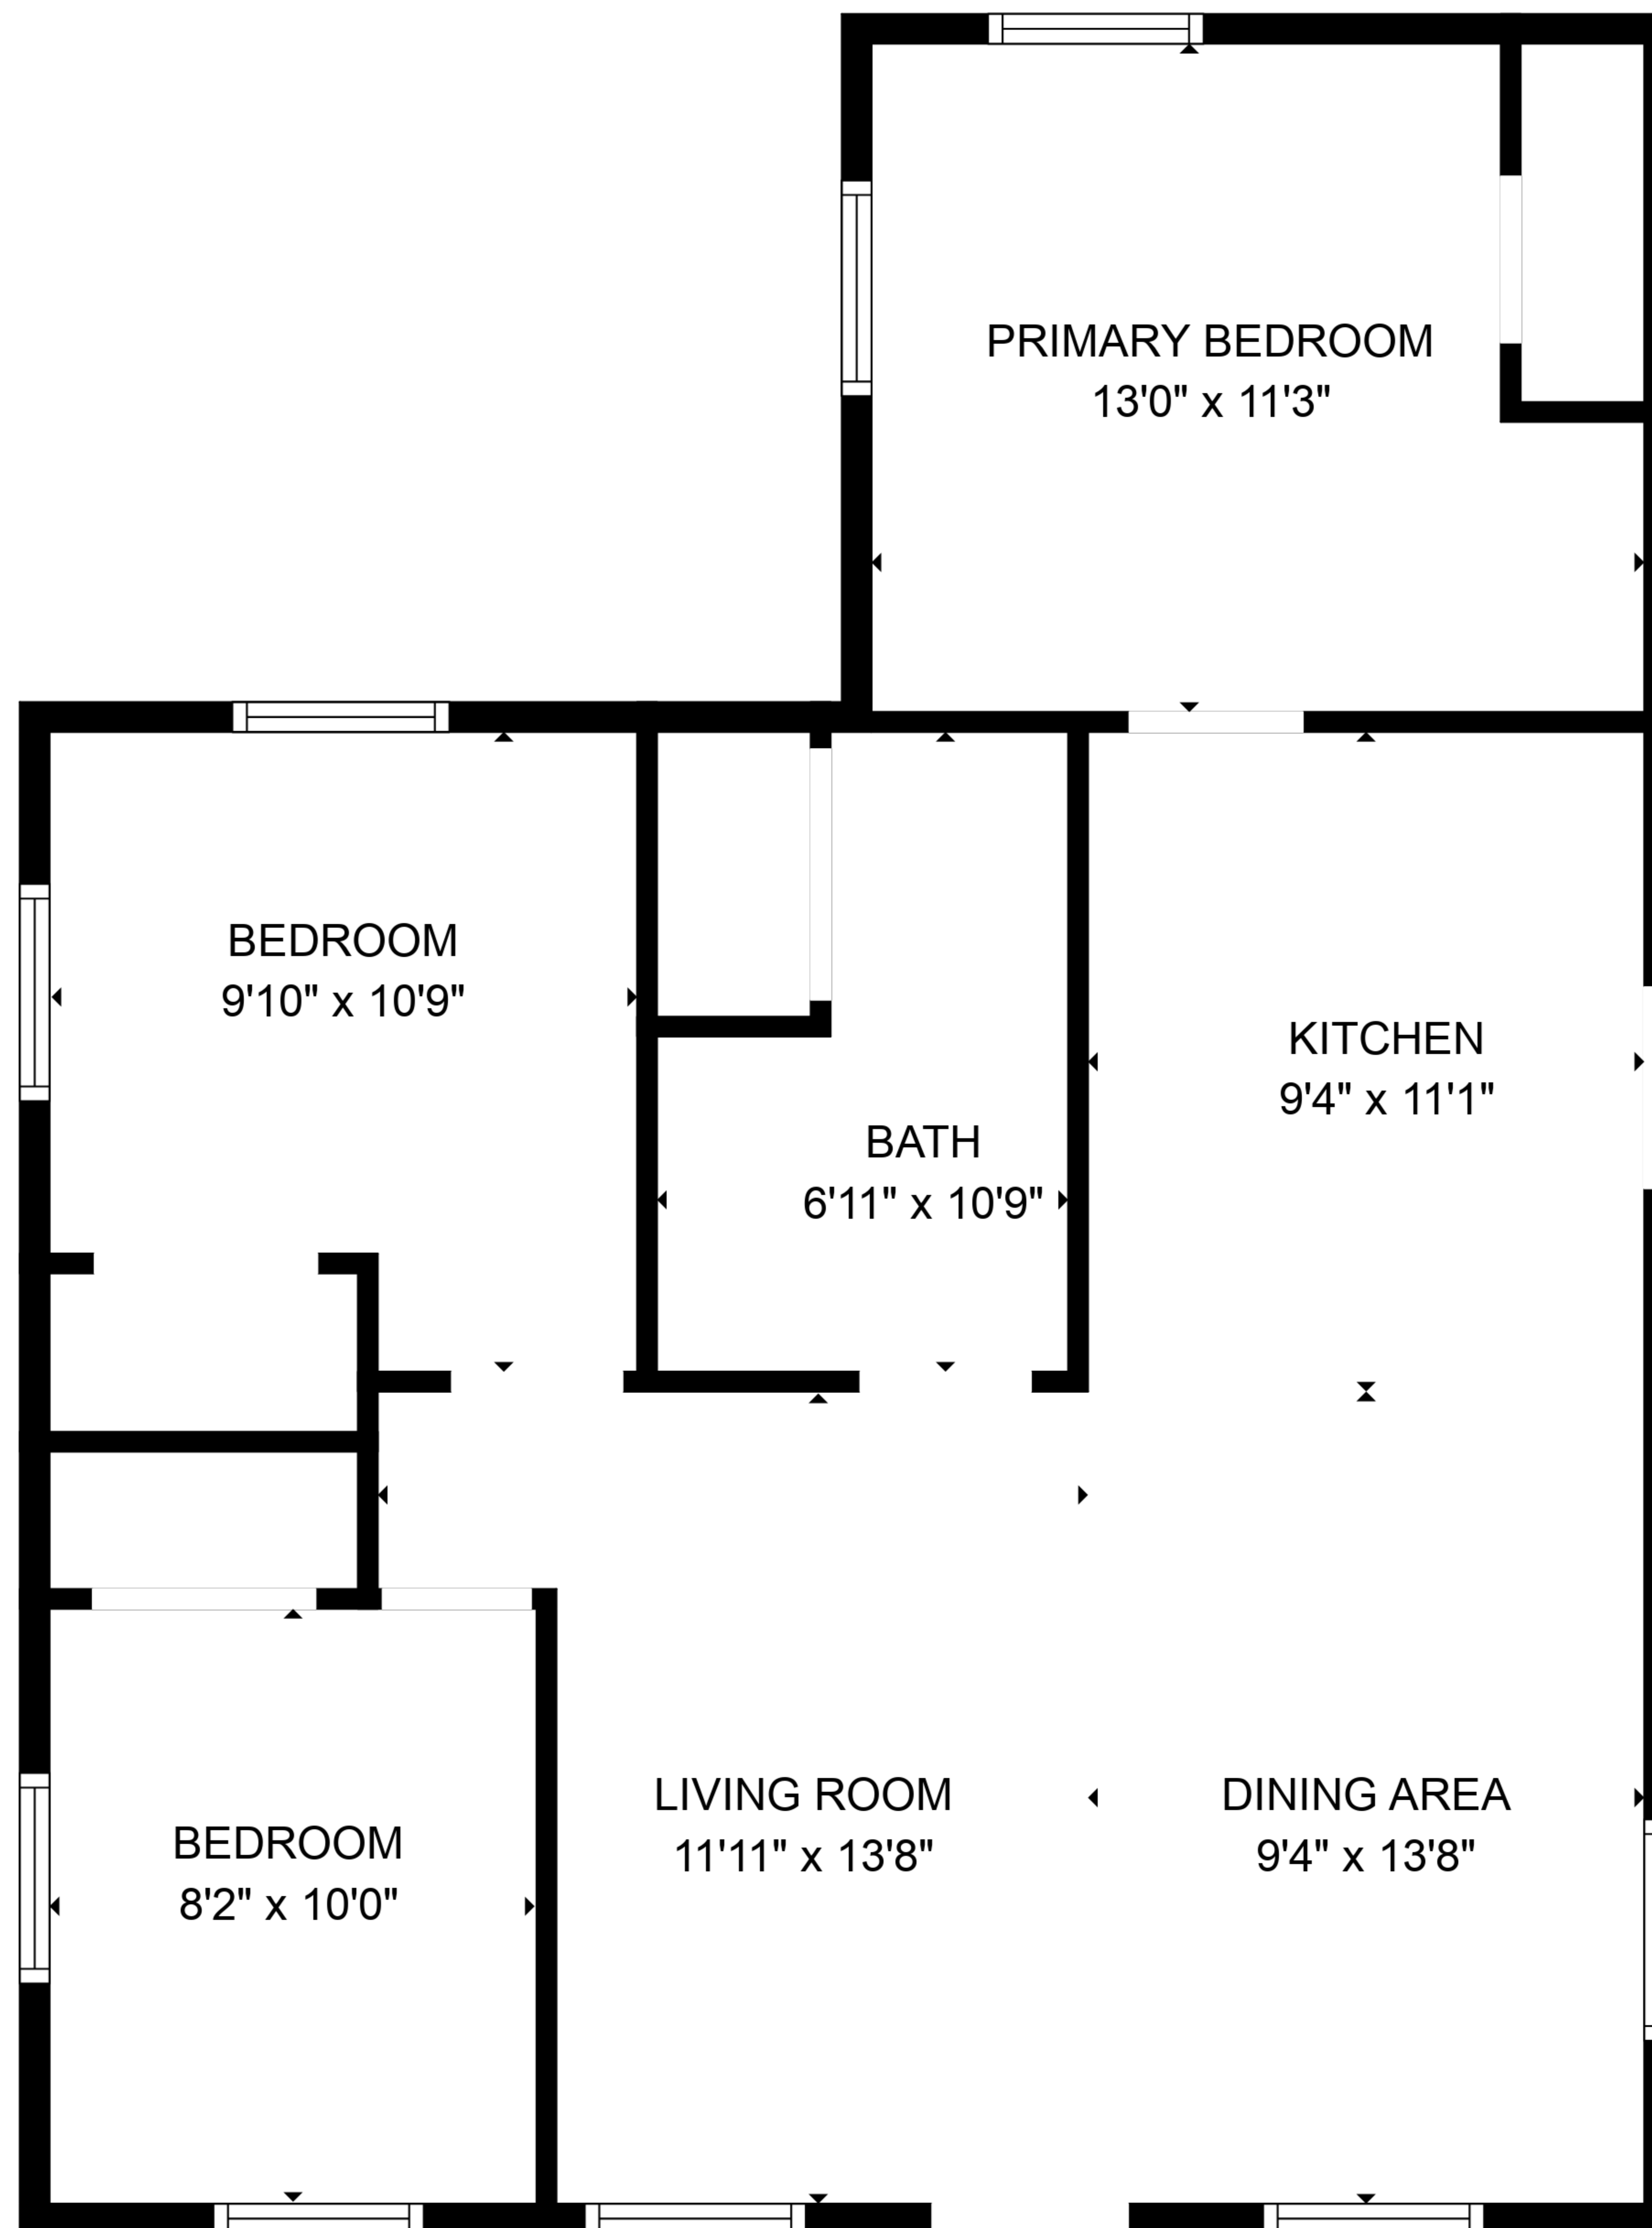 PRIMARY BEDROOM
13'0" x 11'3"
BEDROOM
9'10" x 10'9"
KITCHEN
9'4" x 11'1"
BATH
6'11" x 10'9"
LIVING ROOM
11'11" x 13'8"
DINING AREA
9'4" x 13'8"
BEDROOM
8'2" x 10'0"